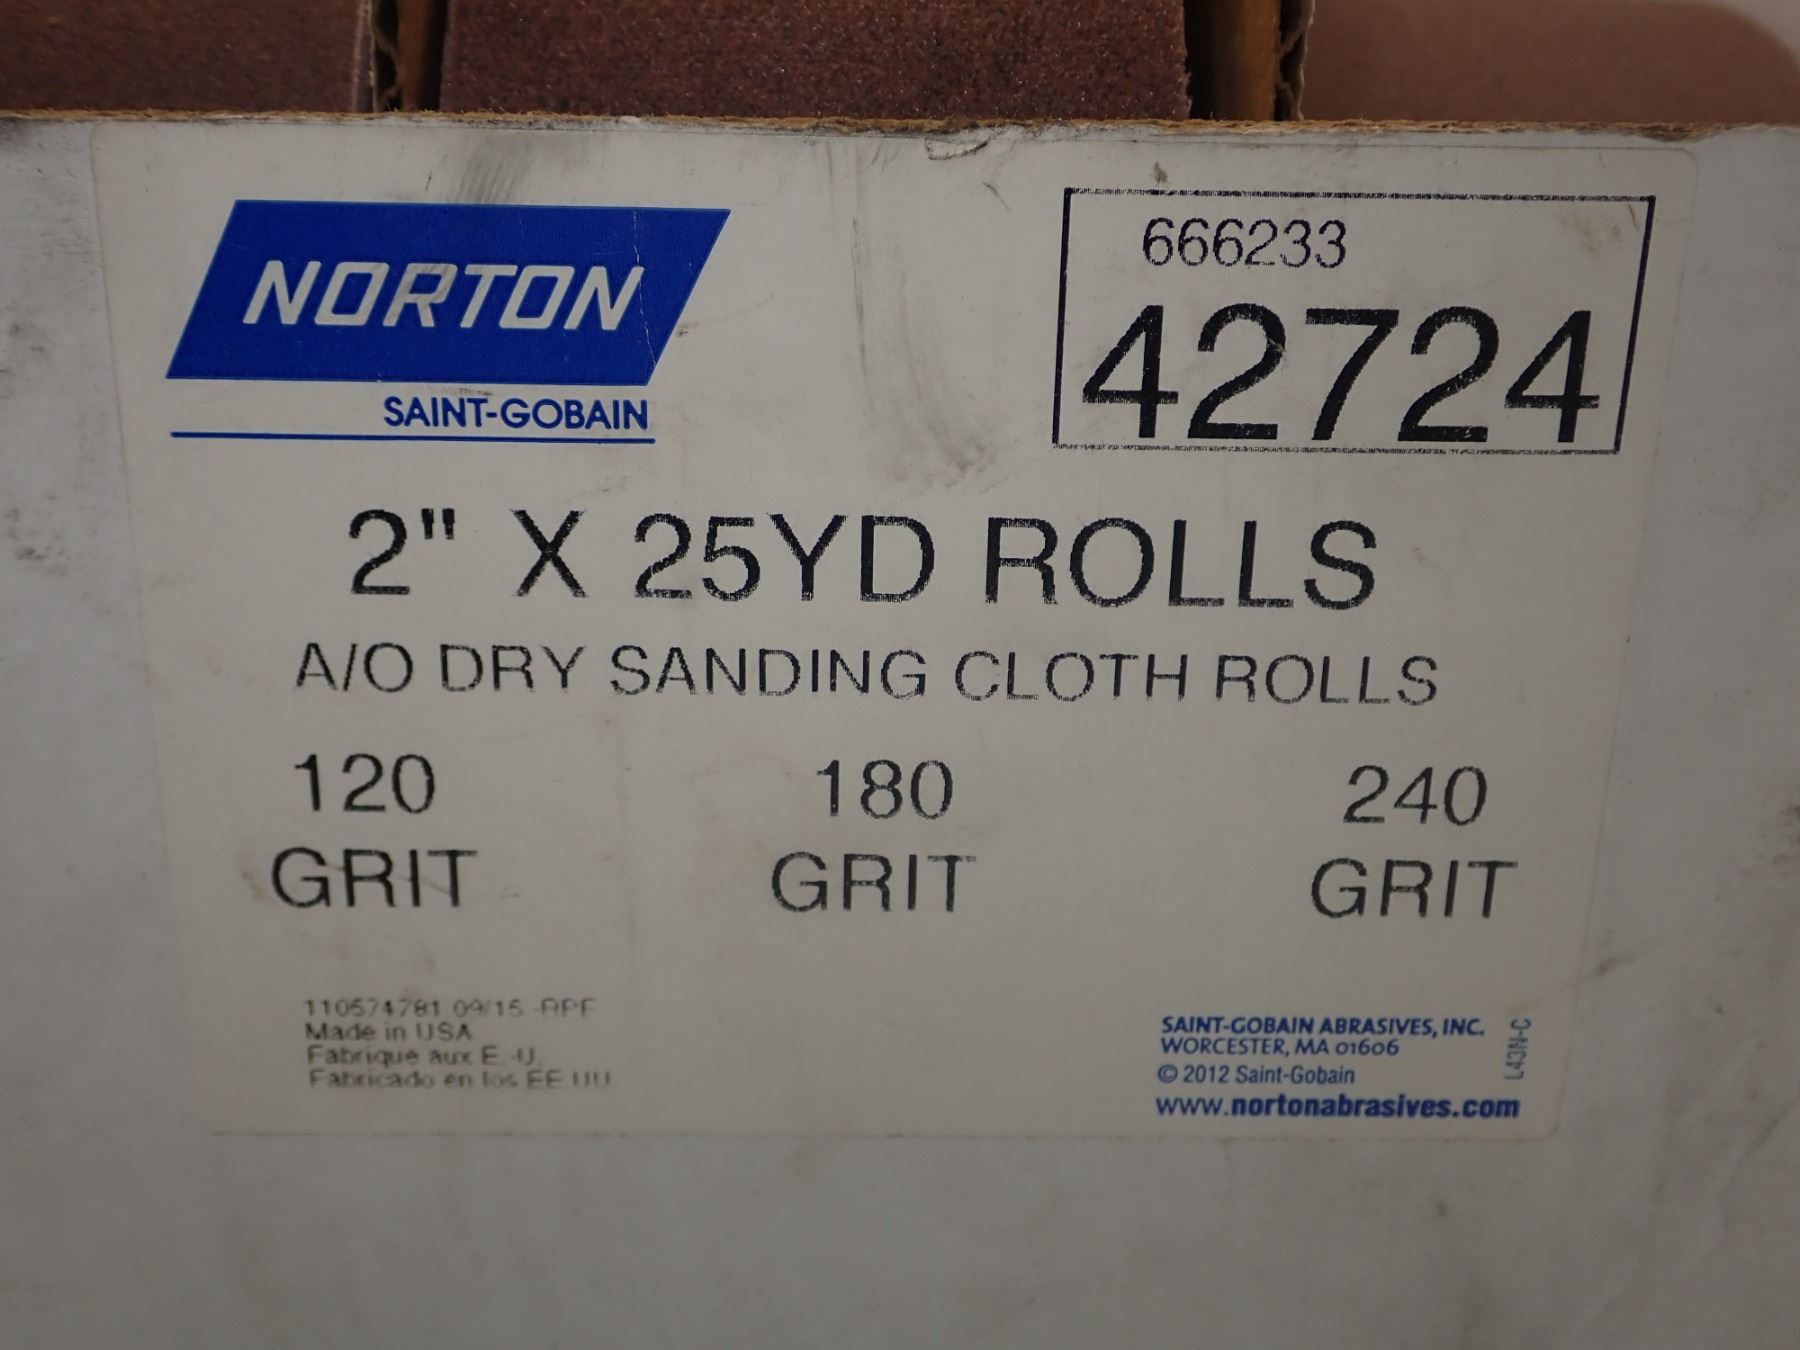 NORTON
SAINT-GOBAIN
666233
42724
2" X 25YD ROLLS
A/O DRY SANDING CLOTH ROLLS
120 180 240
GRIT GRIT GRIT
110574781 09/15 -RPF
Made in USA
Fabrique aux E.-U.
Fabricado en los EE UU
SAINT-GOBAIN ABRASIVES, INC.
WORCESTER, MA 01606
© 2012 Saint-Gobain
www.nortonabrasives.com
L43N-C